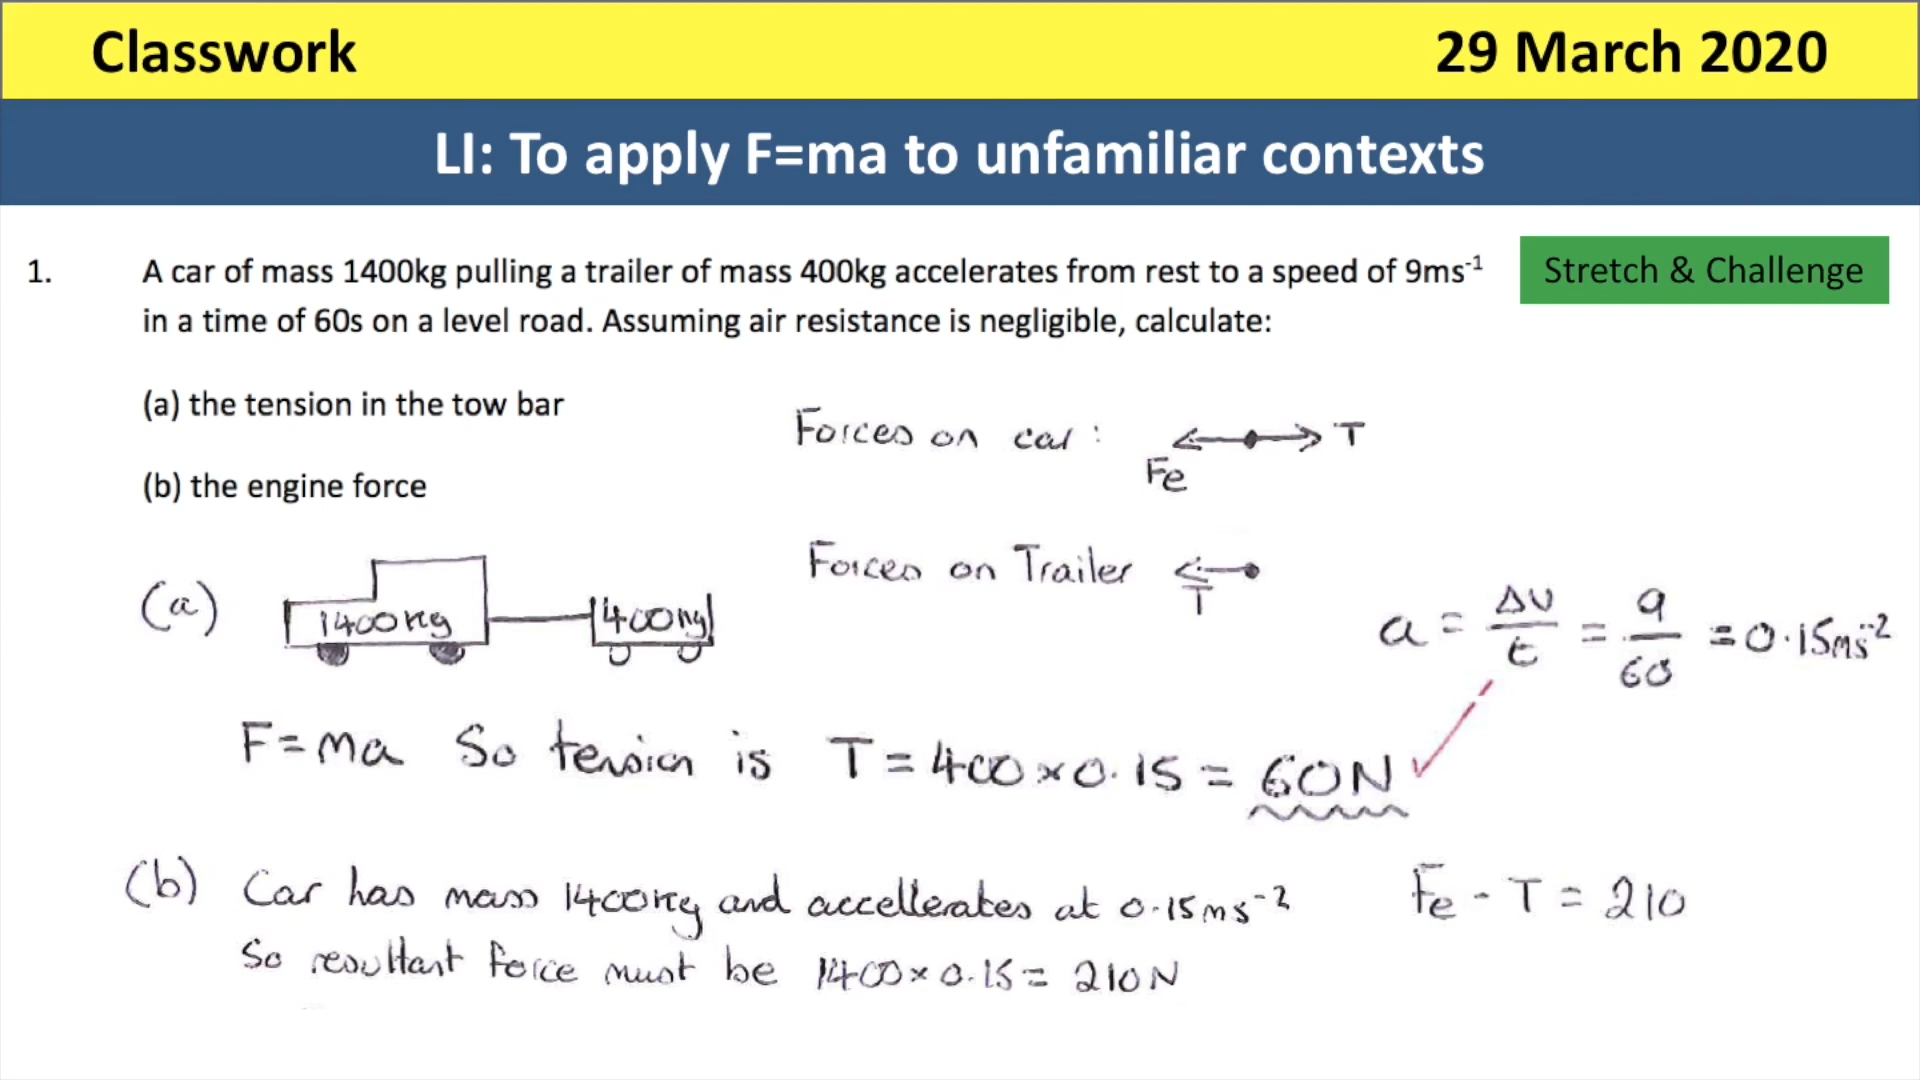 Classwork 29 March 2020
LI: To apply F=ma to unfamiliar contexts
1. A car of mass 1400kg pulling a trailer of mass 400kg accelerates from rest to a speed of 9ms⁻¹
Stretch & Challenge
in a time of 60s on a level road. Assuming air resistance is negligible, calculate:
(a) the tension in the tow bar
(b) the engine force
Forces on car: Fe T
Forces on Trailer T
(a) 1400kg 400kg
a = Δv/t = 9/60 = 0.15ms⁻²
F=ma So tension is T = 400 × 0.15 = 60N
(b) Car has mass 1400kg and accellerates at 0.15ms⁻²
Fe - T = 210
So resultant force must be 1400 × 0.15 = 210N